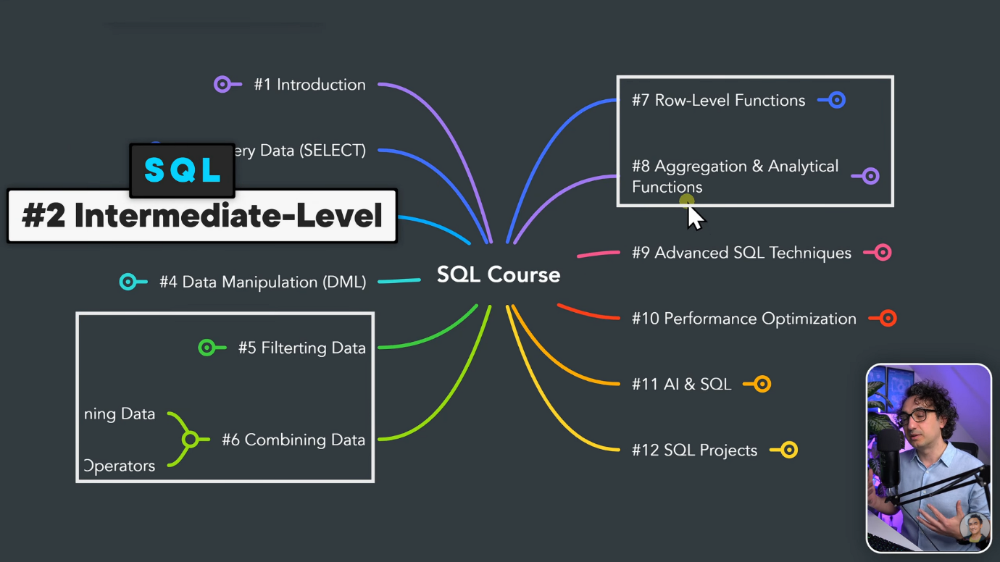 #1 Introduction
ery Data (SELECT)
SQL
#2 Intermediate-Level
#4 Data Manipulation (DML)
#5 Filterting Data
ning Data
#6 Combining Data
Operators
SQL Course
#7 Row-Level Functions
#8 Aggregation & Analytical
Functions
#9 Advanced SQL Techniques
#10 Performance Optimization
#11 AI & SQL
#12 SQL Projects